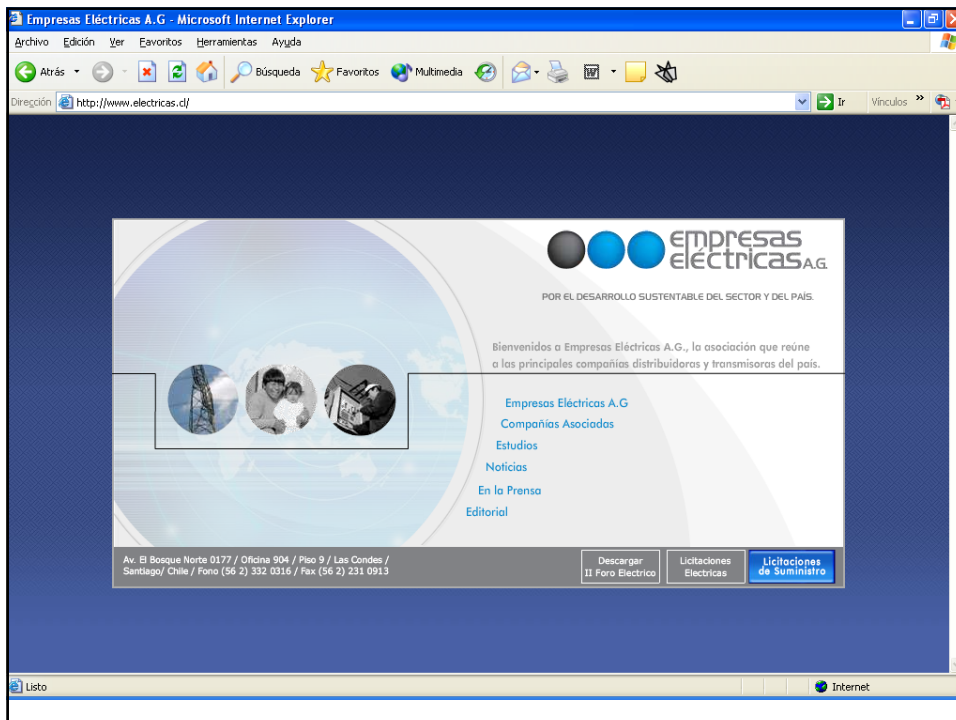 Empresas Eléctricas A.G - Microsoft Internet Explorer
Archivo Edición Ver Favoritos Herramientas Ayuda
Atrás Búsqueda Favoritos Multimedia
Dirección http://www.electricas.cl/ Ir Vínculos »
empresas
eléctricas A.G.
POR EL DESARROLLO SUSTENTABLE DEL SECTOR Y DEL PAÍS.
Bienvenidos a Empresas Eléctricas A.G., la asociación que reúne
a las principales compañías distribuidoras y transmisoras del país.
Empresas Eléctricas A.G
Compañías Asociadas
Estudios
Noticias
En la Prensa
Editorial
Av. El Bosque Norte 0177 / Oficina 904 / Piso 9 / Las Condes /
Santiago/ Chile / Fono (56 2) 332 0316 / Fax (56 2) 231 0913
Descargar
II Foro Electrico
Licitaciones
Electricas
Licitaciones
de Suministro
Listo Internet